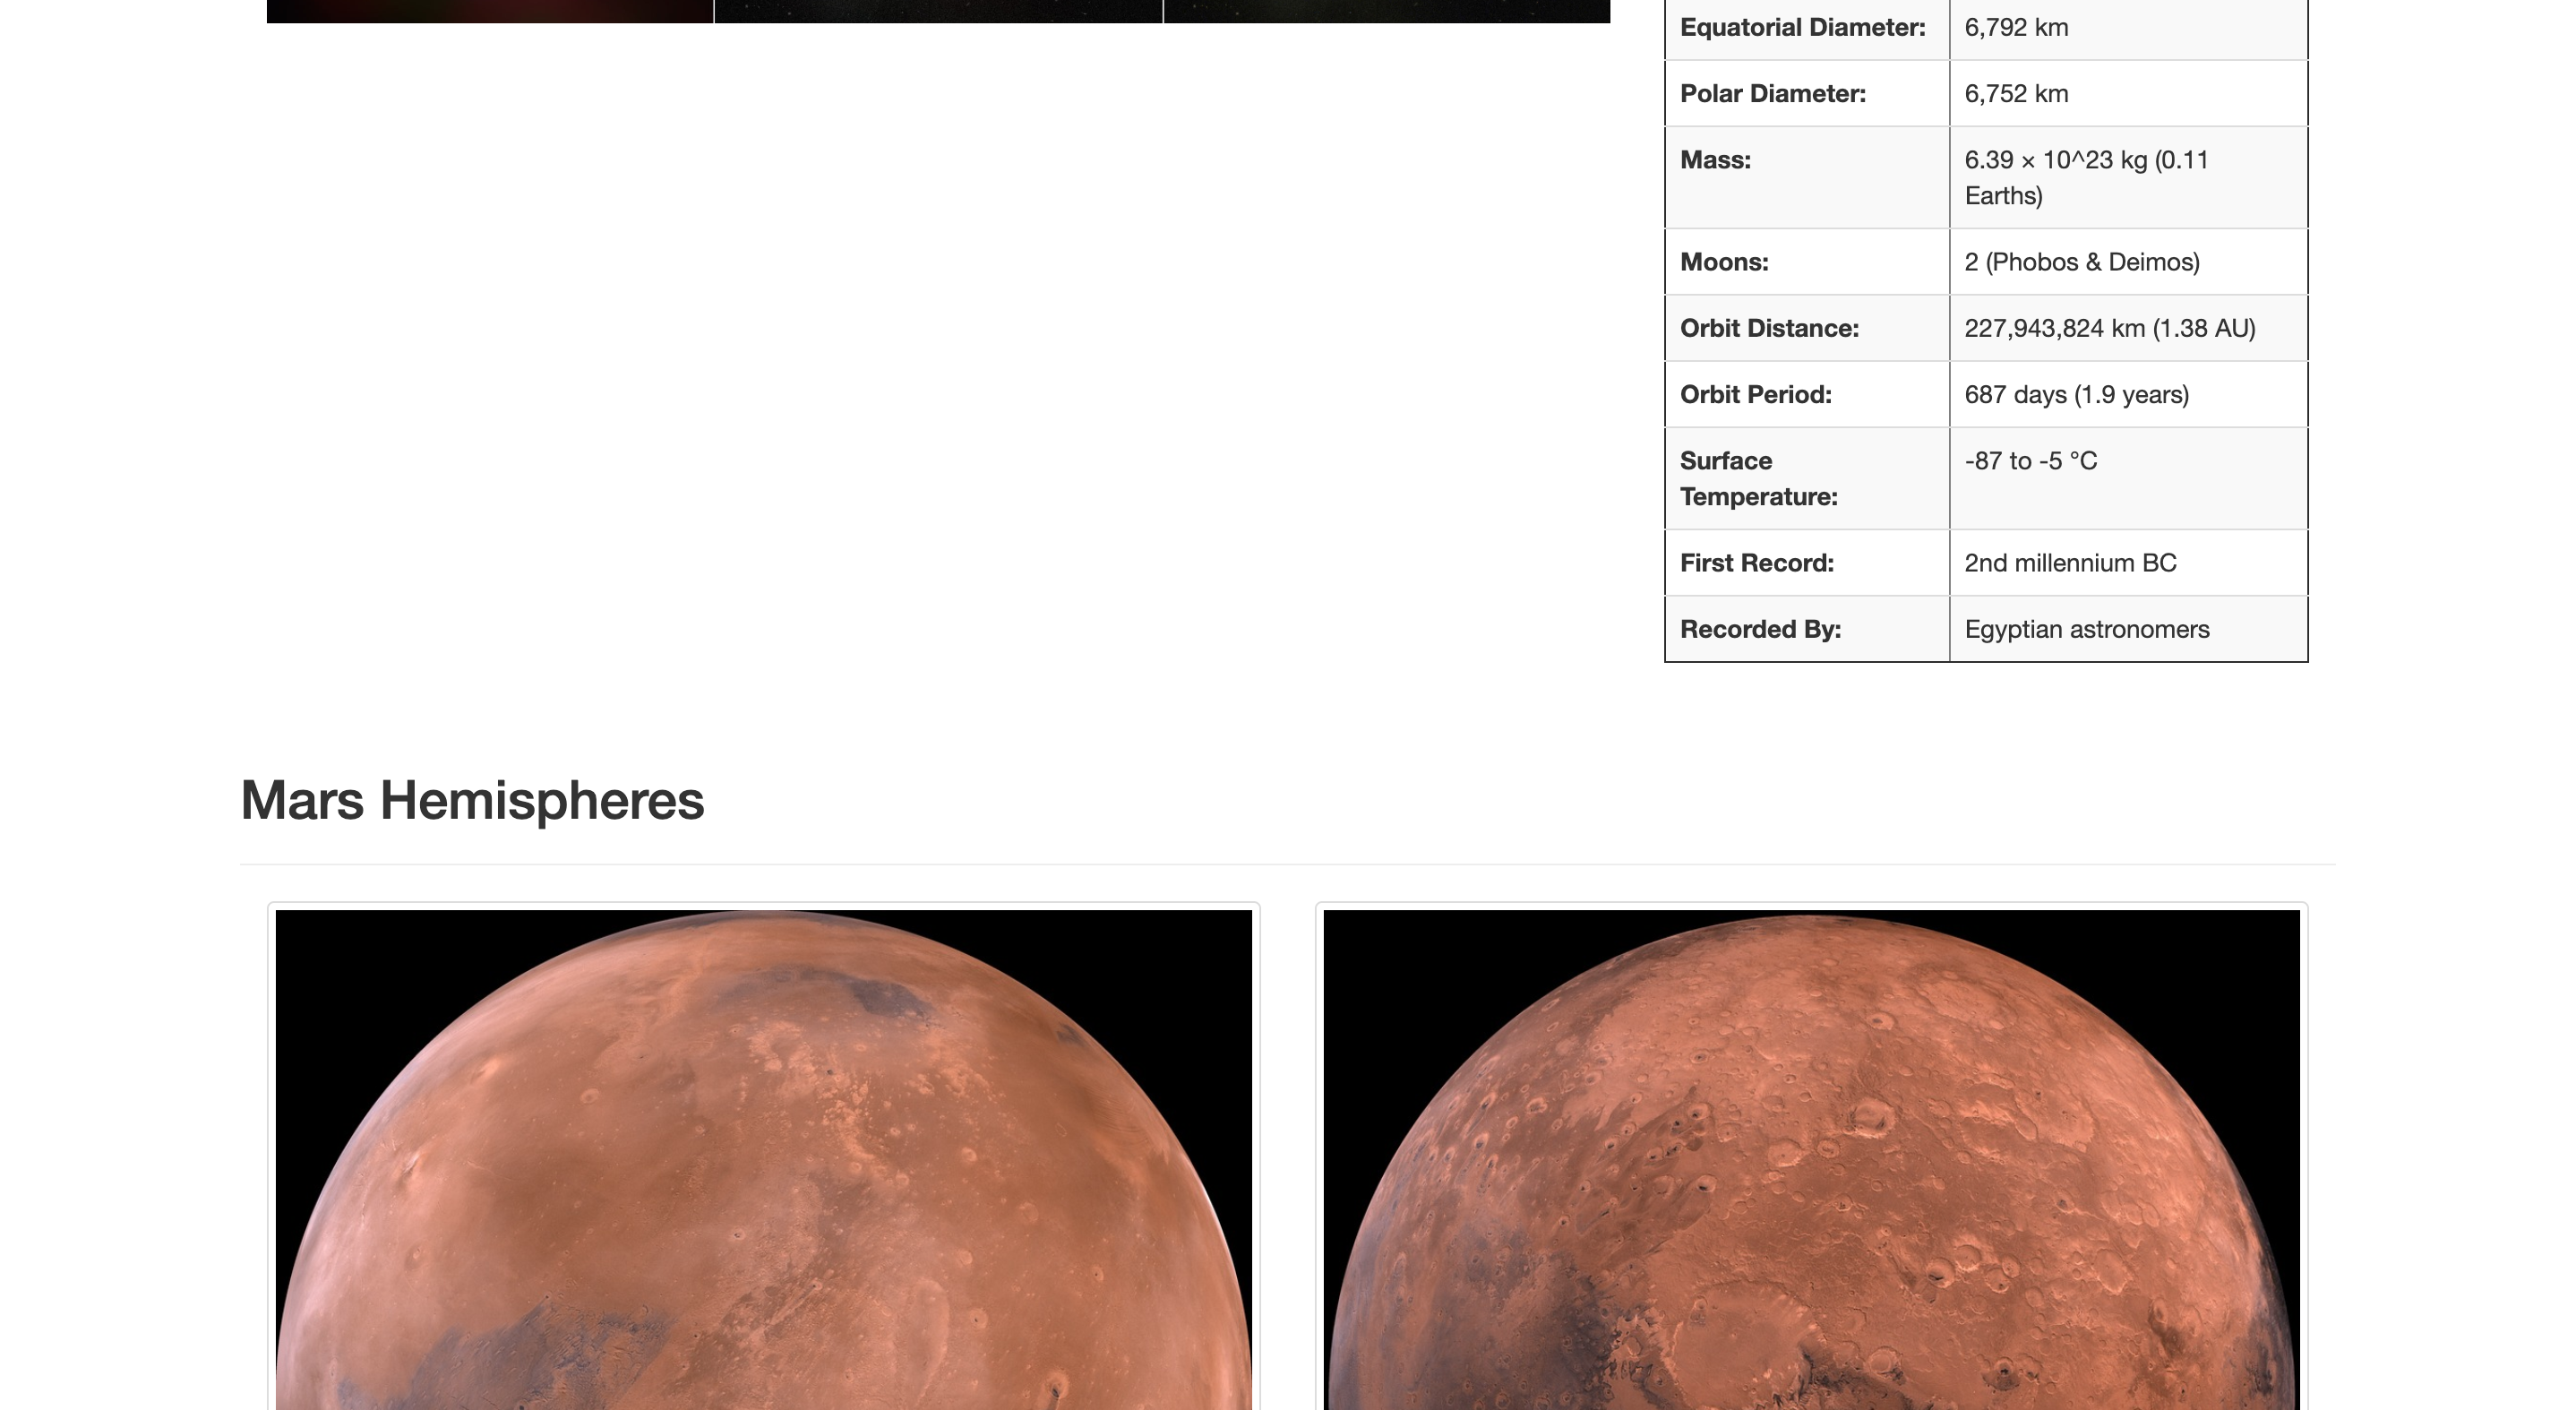 Equatorial Diameter: 6,792 km
Polar Diameter: 6,752 km
Mass: 6.39 × 10^23 kg (0.11
Earths)
Moons: 2 (Phobos & Deimos)
Orbit Distance: 227,943,824 km (1.38 AU)
Orbit Period: 687 days (1.9 years)
Surface -87 to -5 °C
Temperature:
First Record: 2nd millennium BC
Recorded By: Egyptian astronomers
Mars Hemispheres